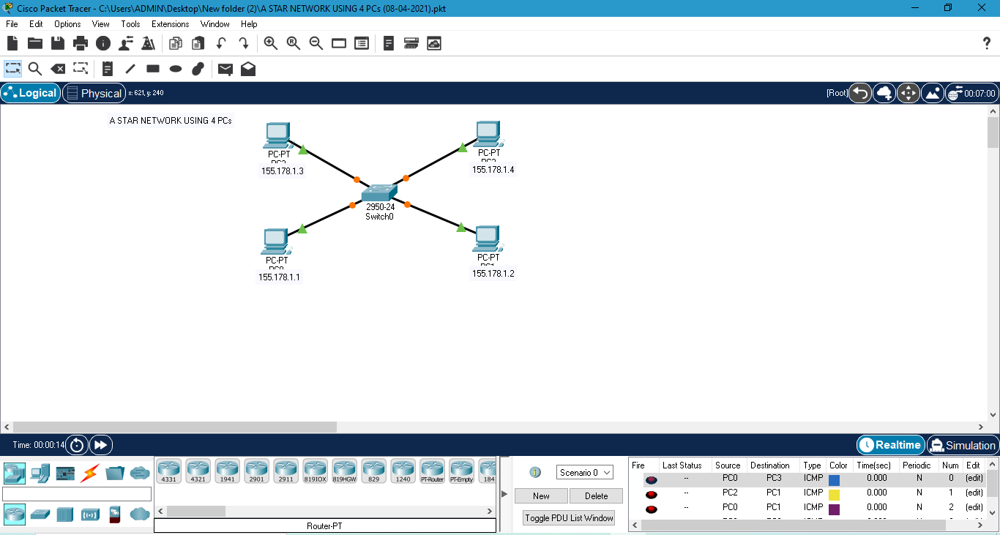 Cisco Packet Tracer - C:\Users\ADMIN\Desktop\New folder (2)\A STAR NETWORK USING 4 PCs (08-04-2021).pkt
File Edit Options View Tools Extensions Window Help
Logical Physical x: 621, y: 240 [Root] 00:07:00
A STAR NETWORK USING 4 PCs
PC-PT
155.178.1.3
PC-PT
155.178.1.4
2950-24
Switch0
PC-PT
155.178.1.1
PC-PT
155.178.1.2
Time: 00:00:14 Realtime Simulation
4331 4321 1941 2901 2911 819IOX 819HGW 829 1240 PT-Router PT-Empty 184
Router-PT
Scenario 0
New Delete
Toggle PDU List Window
Fire Last Status Source Destination Type Color Time(sec) Periodic Num Edit
-- PC0 PC3 ICMP 0.000 N 0 (edit)
-- PC2 PC1 ICMP 0.000 N 1 (edit)
-- PC0 PC1 ICMP 0.000 N 2 (edit)